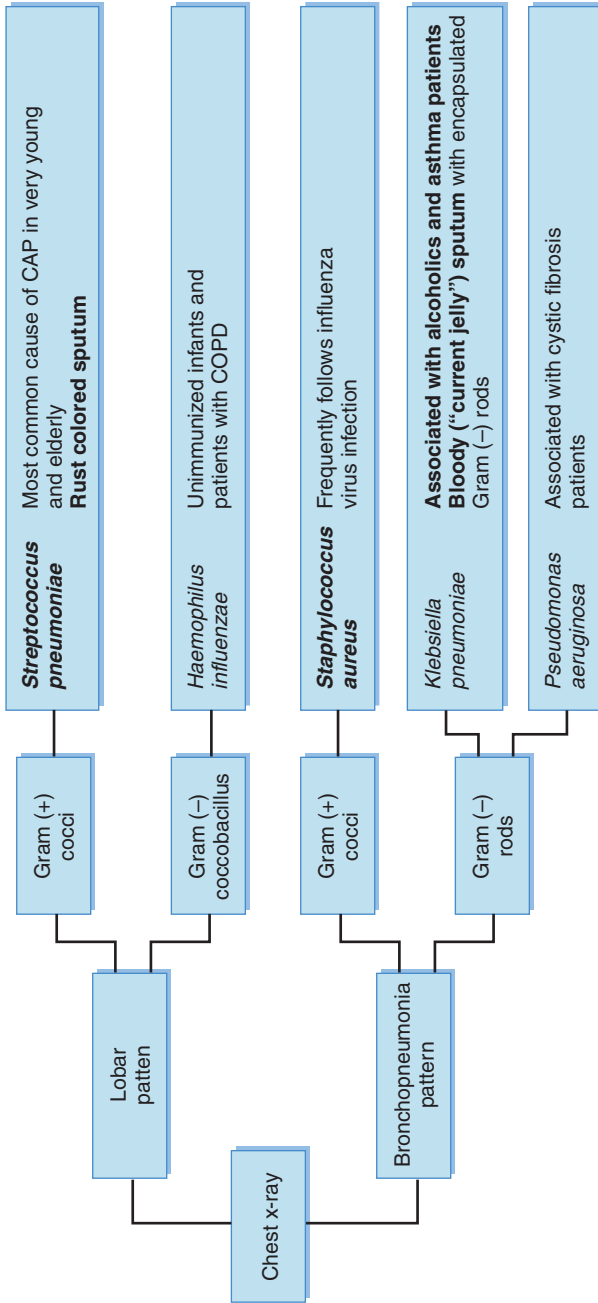 Chest x-ray
Lobar
patten
Bronchopneumonia
pattern
Gram (+)
cocci
Gram (–)
coccobacillus
Gram (+)
cocci
Gram (–)
rods
Streptococcus
pneumoniae
Most common cause of CAP in very young
and elderly
Rust colored sputum
Haemophilus
influenzae
Unimmunized infants and
patients with COPD
Staphylococcus
aureus
Frequently follows influenza
virus infection
Klebsiella
pneumoniae
Associated with alcoholics and asthma patients
Bloody (“current jelly”) sputum with encapsulated
Gram (–) rods
Pseudomonas
aeruginosa
Associated with cystic fibrosis
patients